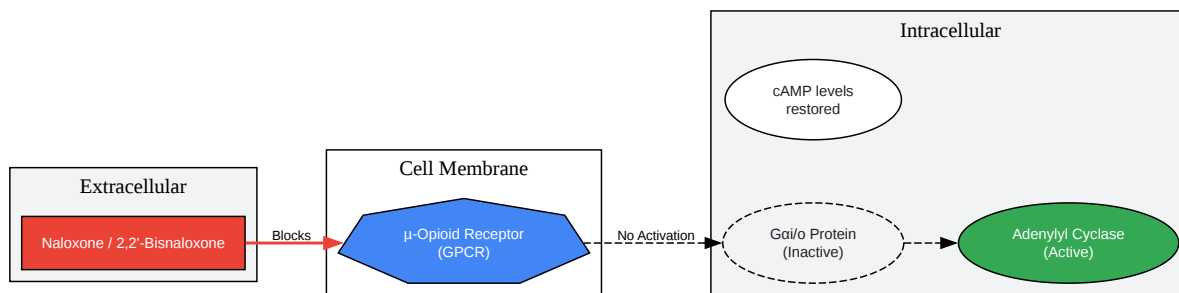 Extracellular
Naloxone / 2,2'-Bisnaloxone
Blocks
Cell Membrane
μ-Opioid Receptor
(GPCR)
No Activation
Intracellular
cAMP levels
restored
Gαi/o Protein
(Inactive)
Adenylyl Cyclase
(Active)